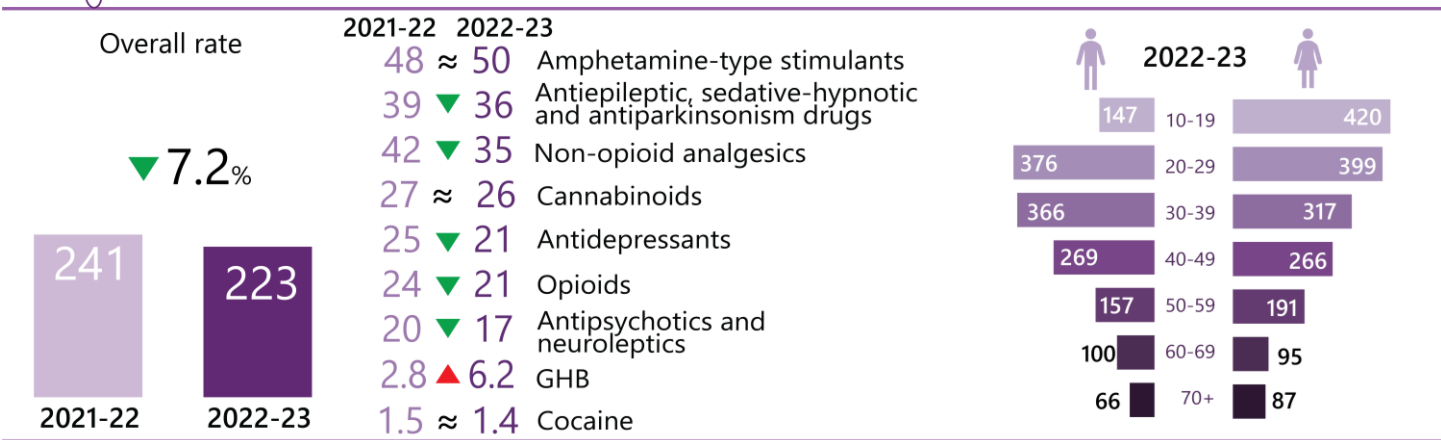 Overall rate
▼7.2%
241
223
2021-22
2022-23
2021-22 2022-23
48 ≈ 50 Amphetamine-type stimulants
39 ▼ 36 Antiepileptic, sedative-hypnotic
and antiparkinsonism drugs
42 ▼ 35 Non-opioid analgesics
27 ≈ 26 Cannabinoids
25 ▼ 21 Antidepressants
24 ▼ 21 Opioids
20 ▼ 17 Antipsychotics and
neuroleptics
2.8 ▲ 6.2 GHB
1.5 ≈ 1.4 Cocaine
2022-23
147 10-19 420
376 20-29 399
366 30-39 317
269 40-49 266
157 50-59 191
100 60-69 95
66 70+ 87